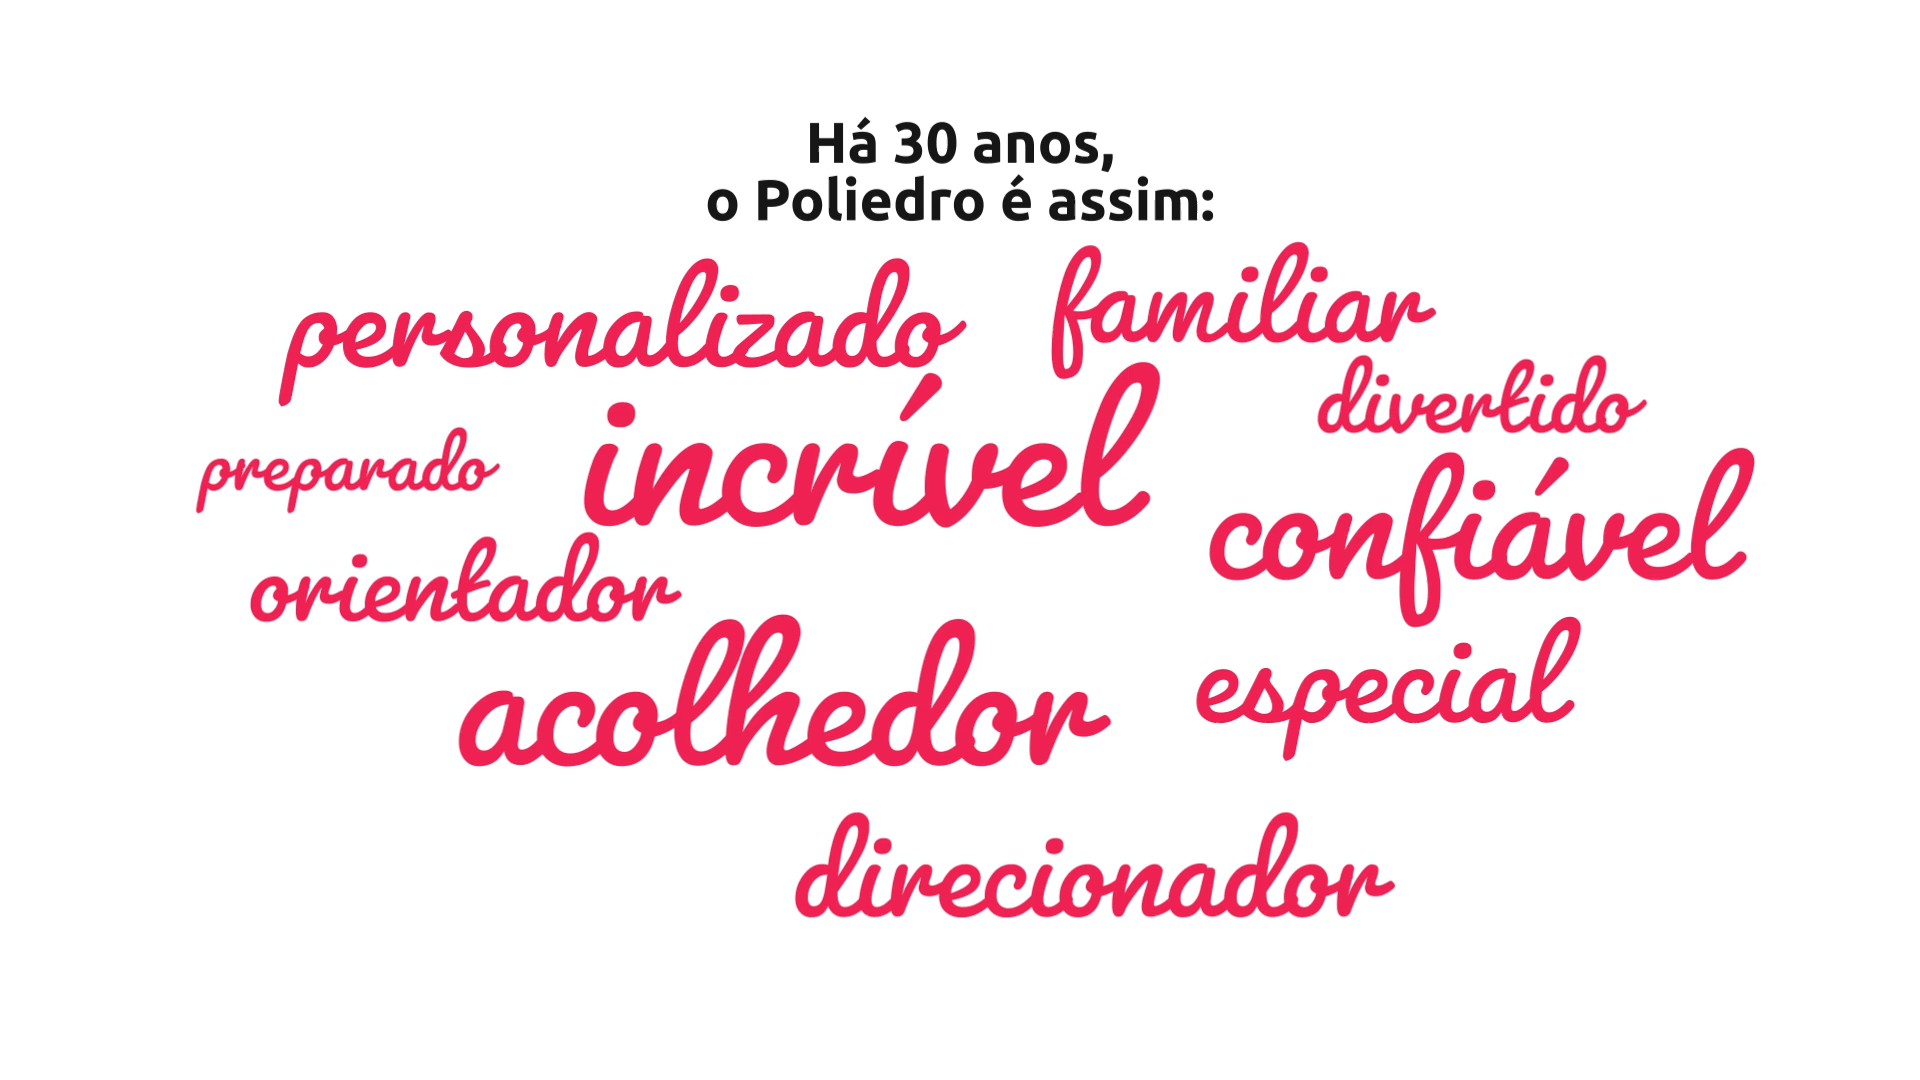 Há 30 anos,
o Poliedro é assim:
personalizado
familiar
divertido
preparado
incrível
confiável
orientador
acolhedor
especial
direcionador